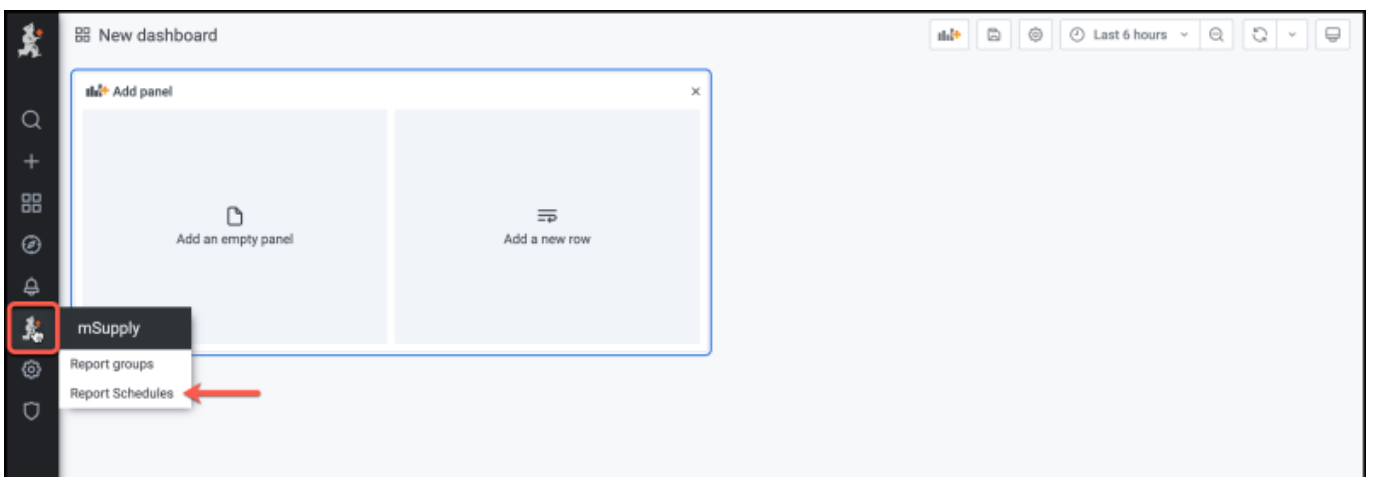 New dashboard
Last 6 hours
Add panel
Add an empty panel
Add a new row
mSupply
Report groups
Report Schedules